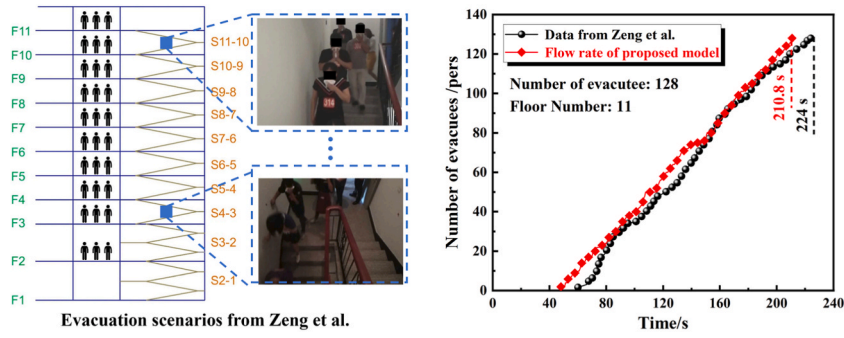 F11
F10
F9
F8
F7
F6
F5
F4
F3
F2
F1
S11-10
S10-9
S9-8
S8-7
S7-6
S6-5
S5-4
S4-3
S3-2
S2-1
J14
Evacuation scenarios from Zeng et al.
Number of evacuees /pers
140
120
100
80
60
40
20
0
Data from Zeng et al.
Flow rate of proposed model
Number of evacutee: 128
Floor Number: 11
210.8 s
224 s
0 40 80 120 160 200 240
Time/s